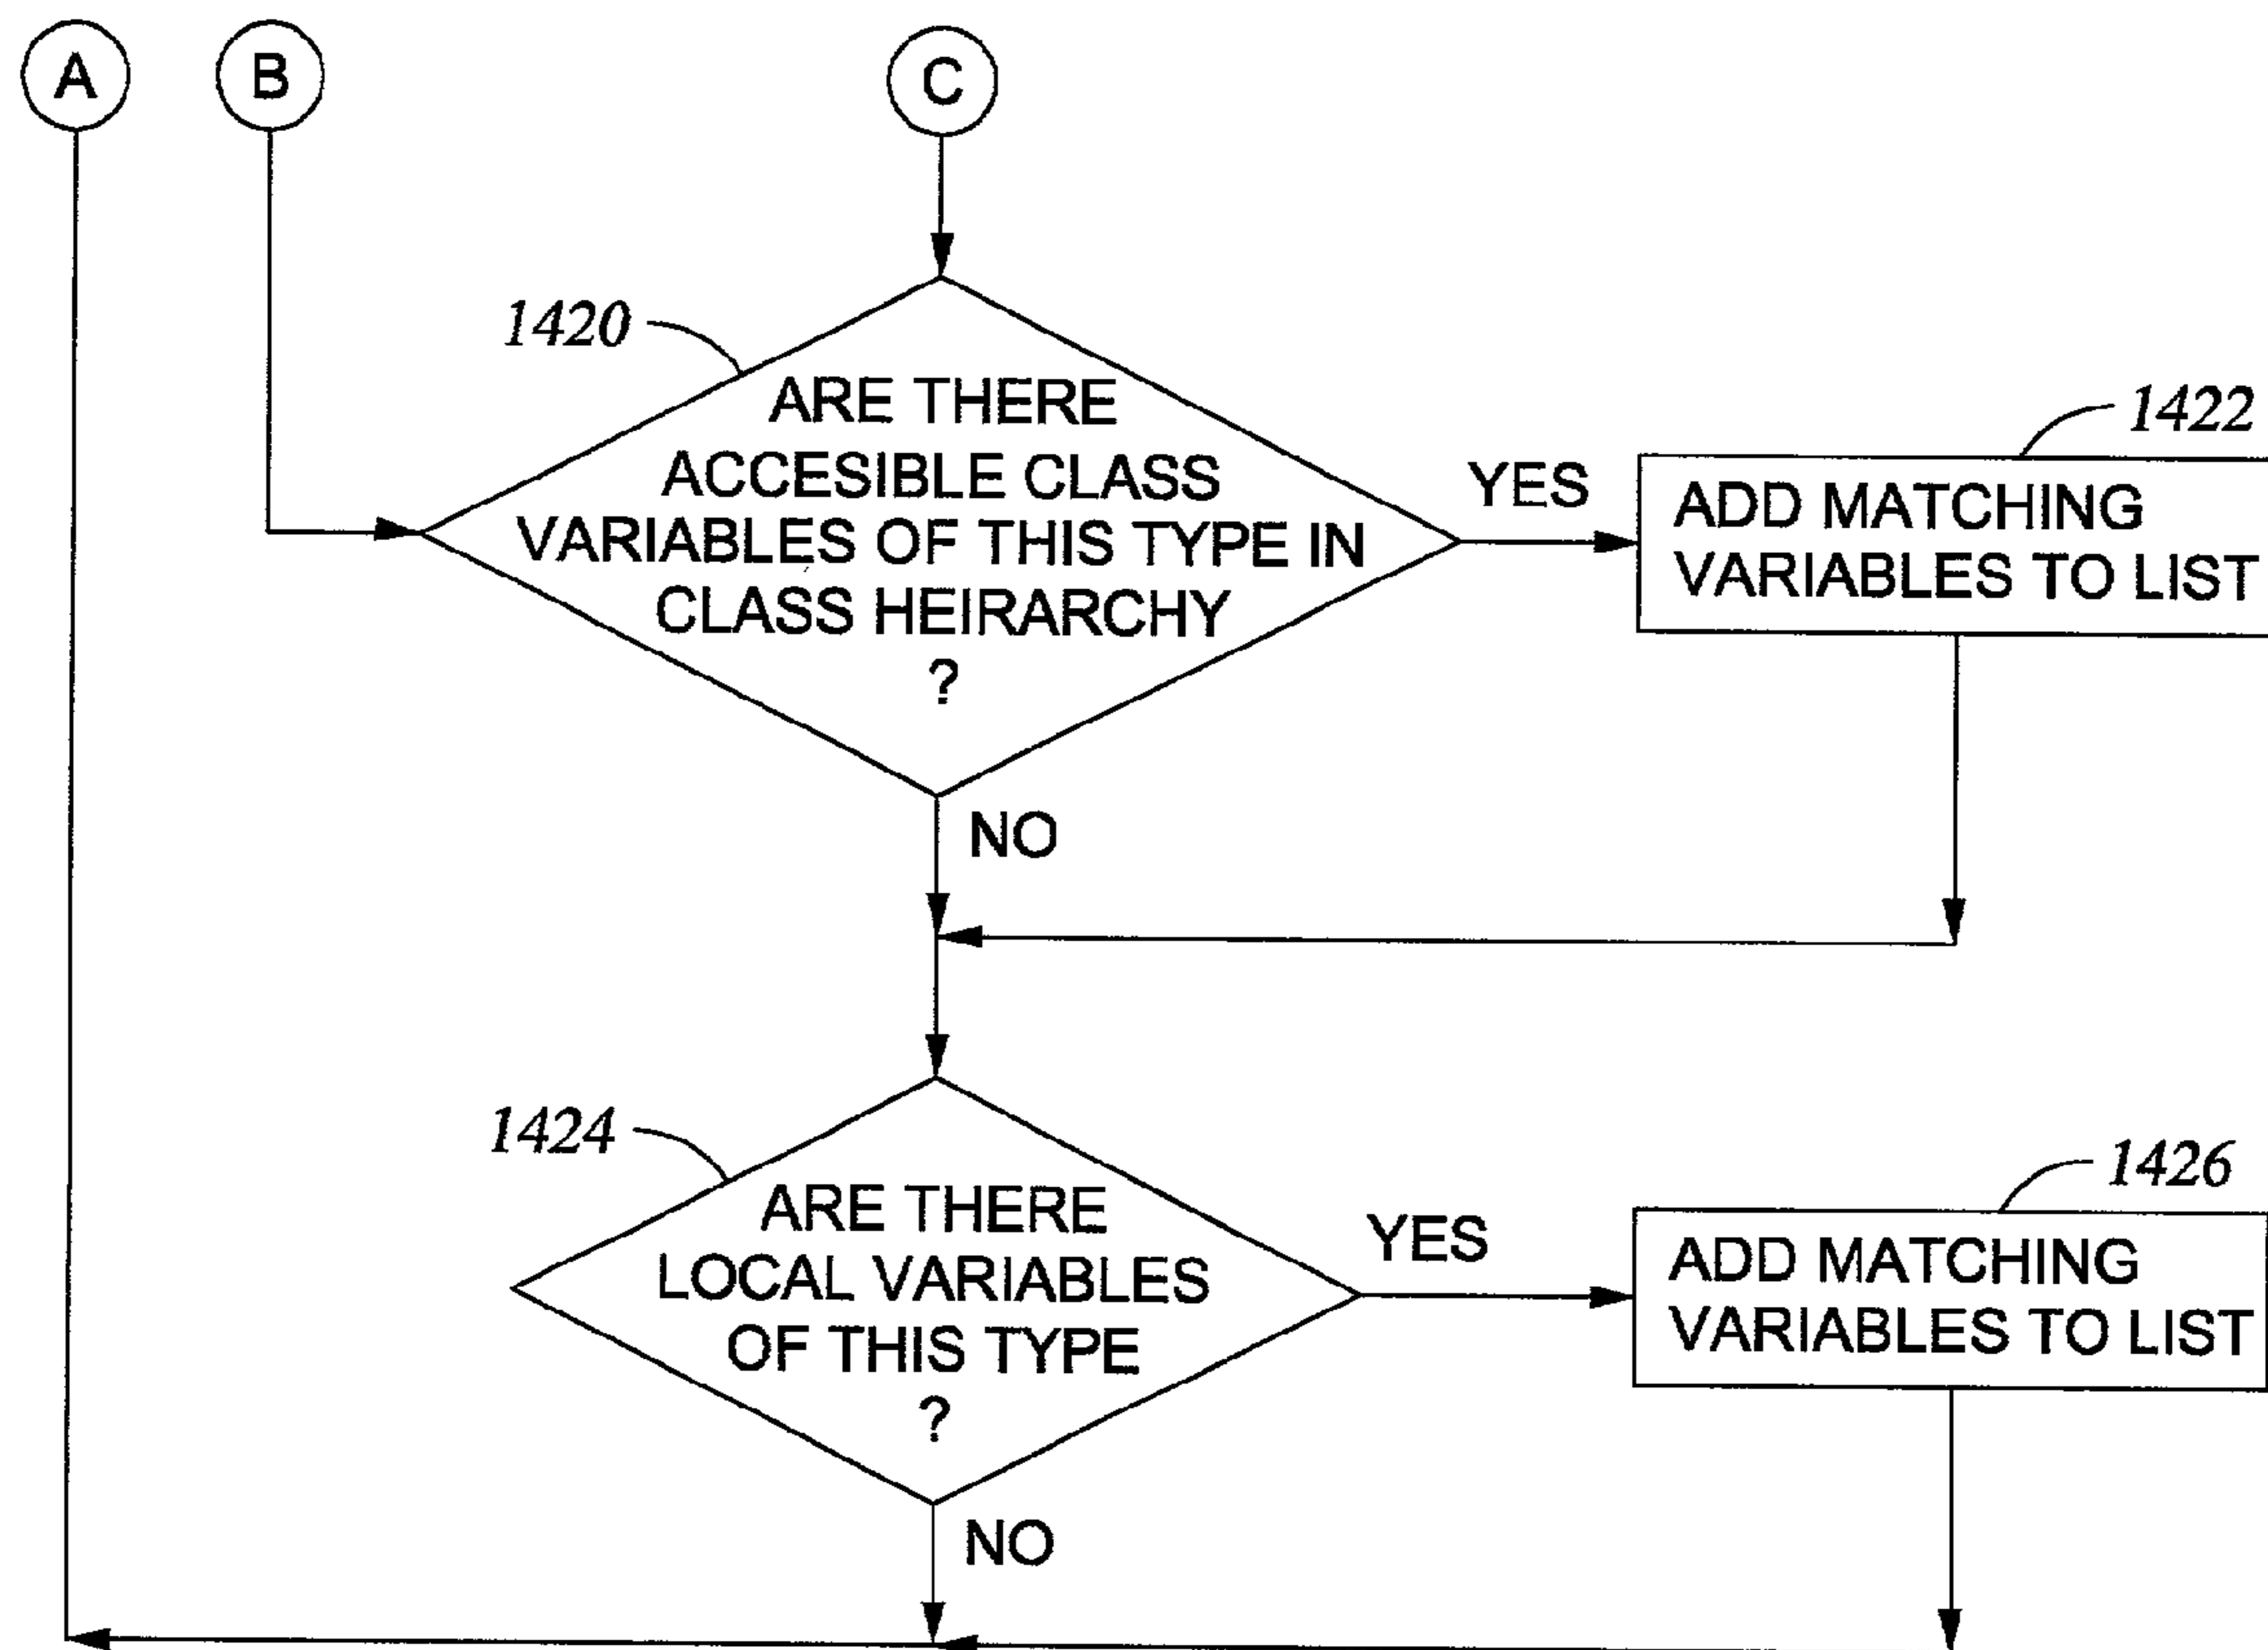 A
B
C
1420
ARE THERE
ACCESIBLE CLASS
VARIABLES OF THIS TYPE IN
CLASS HEIRARCHY
?
YES
1422
ADD MATCHING
VARIABLES TO LIST
NO
1424
ARE THERE
LOCAL VARIABLES
OF THIS TYPE
?
YES
1426
ADD MATCHING
VARIABLES TO LIST
NO